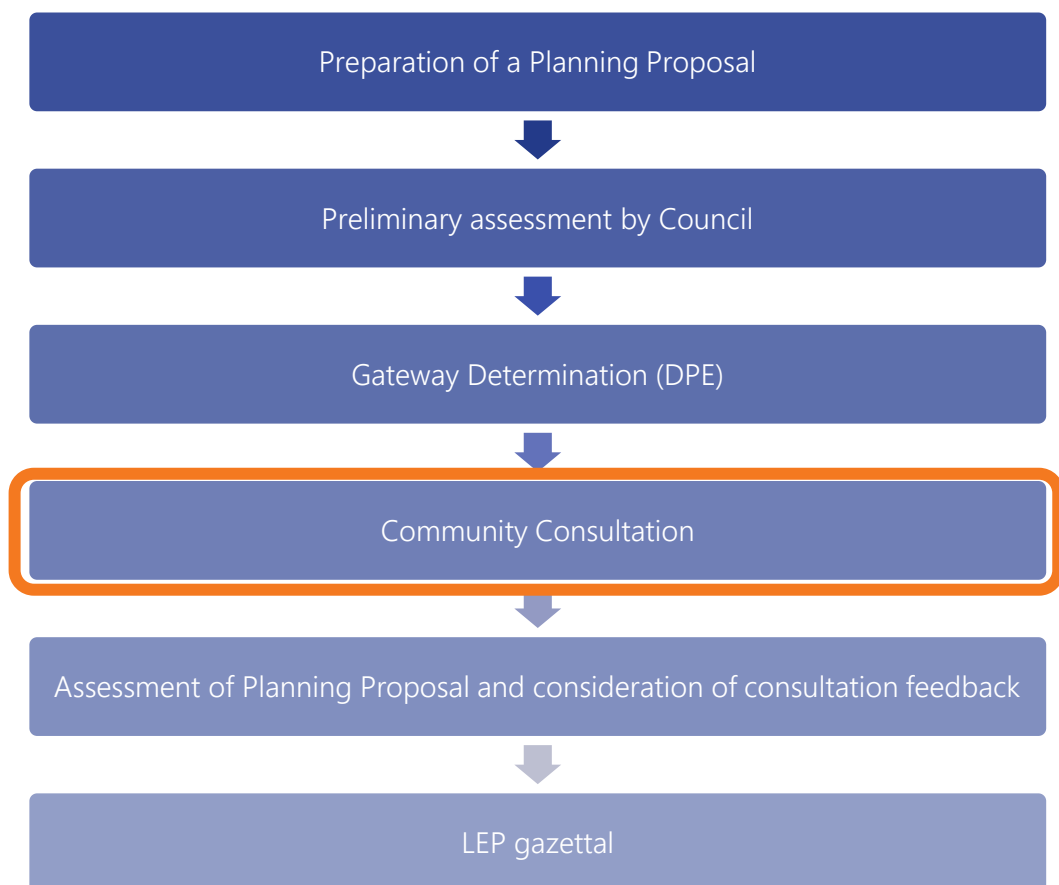 Preparation of a Planning Proposal
Preliminary assessment by Council
Gateway Determination (DPE)
Community Consultation
Assessment of Planning Proposal and consideration of consultation feedback
LEP gazettal